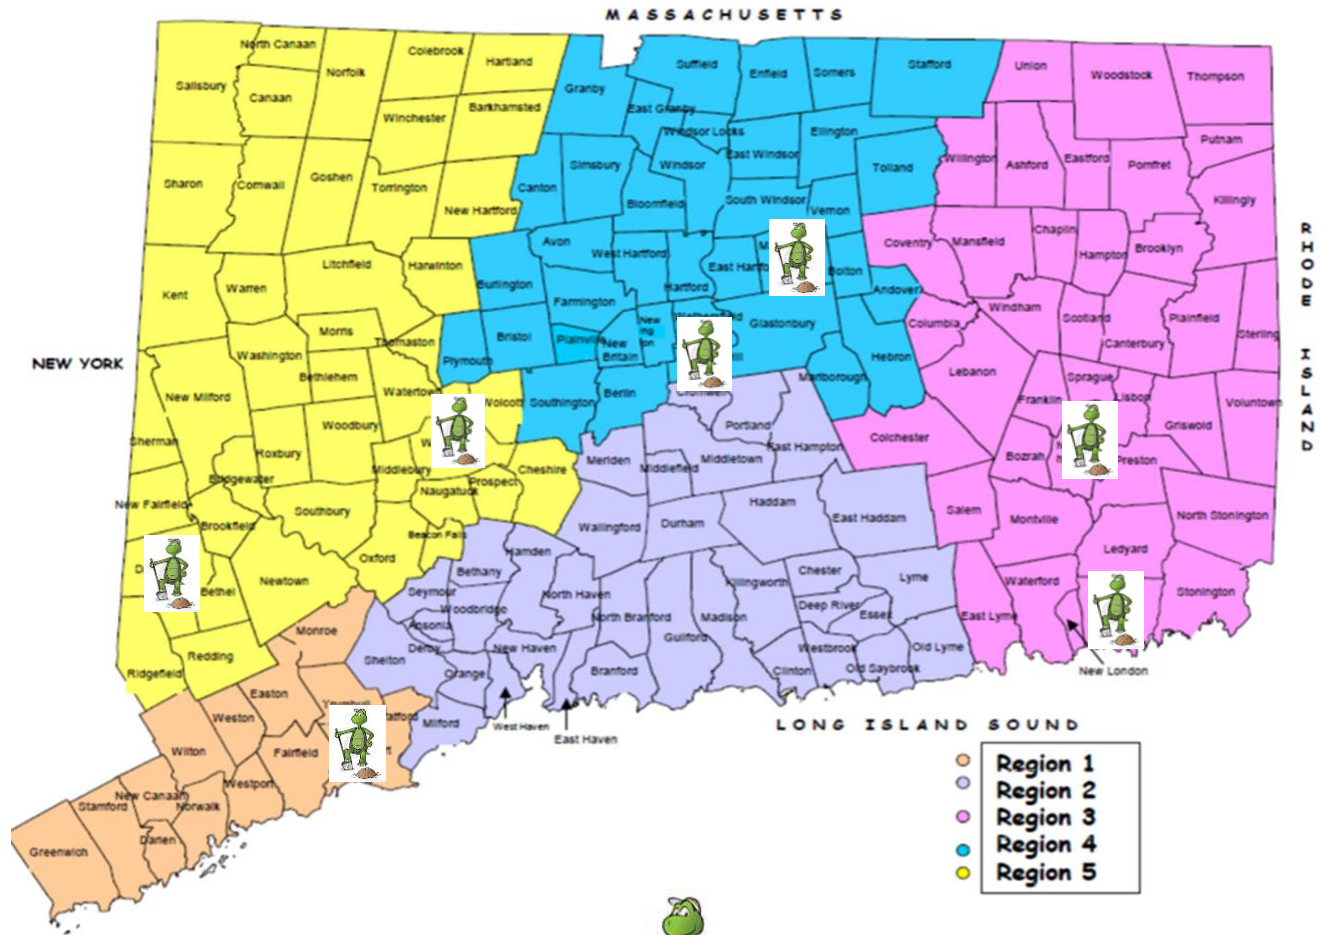 MASSACHUSETTS
North Canaan
Colebrook
Hartland
Salisbury
Norfolk
Canaan
Winchester
Barkhamsted
Granby
Suffield
Enfield
Somers
Stafford
Union
Woodstock
Thompson
East Granby
Windsor Locks
Ellington
Putnam
Sharon
Cornwall
Goshen
Torrington
New Hartford
Canton
Simsbury
Windsor
East Windsor
Tolland
Willington
Ashford
Eastford
Pomfret
Killingly
Bloomfield
South Windsor
Vernon
Avon
West Hartford
East Hartfo
Hartford
Bolton
Coventry
Mansfield
Chaplin
Hampton
Brooklyn
RHODE ISLAND
Litchfield
Harwinton
Burlington
Farmington
Andover
Kent
Warren
Morris
Thomaston
Bristol
Plainville
New
ing
ton
New
Britain
Glastonbury
Columbia
Windham
Scotland
Plainfield
Sterling
Canterbury
NEW YORK
Washington
Bethlehem
Plymouth
Hebron
Marlborough
Lebanon
Sprague
Franklin
Lisbon
Griswold
Voluntown
New Milford
Watertow
Wolcott
Southington
Berlin
Cromwell
Portland
East Hampton
Colchester
Bozrah
Preston
Sherman
Woodbury
Roxbury
Bridgewater
Middlebury
Cheshire
Prospect
Naugatuck
Meriden
Middlefield
Middletown
New Fairfield
Brookfield
Southbury
Beacon Falls
Oxford
Wallingford
Durham
Haddam
East Haddam
Salem
Montville
North Stonington
Ledyard
Bethel
Newtown
Hamden
Bethany
Seymour
Woodbridge
North Haven
Killingworth
Chester
Lyme
Waterford
Stonington
Ansonia
Derby
North Branford
Madison
Deep River
Essex
East Lyme
Monroe
Shelton
New Haven
Guilford
Westbrook
Old Lyme
Ridgefield
Redding
Orange
Branford
Clinton
Old Saybrook
New London
Easton
Weston
Milford
West Haven
East Haven
LONG ISLAND SOUND
Wilton
Fairfield
Westport
Stamford
New Canaan
Norwalk
Darien
Greenwich
Region 1
Region 2
Region 3
Region 4
Region 5